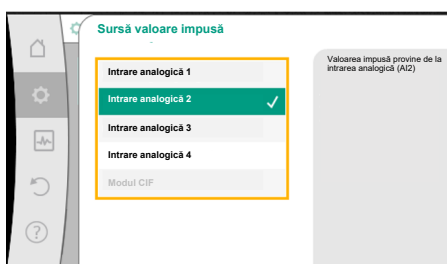 Sursă valoare impusă
Intrare analogică 1
Intrare analogică 2
Intrare analogică 3
Intrare analogică 4
Modul CIF
Valoarea impusă provine de la
intrarea analogică (AI2)